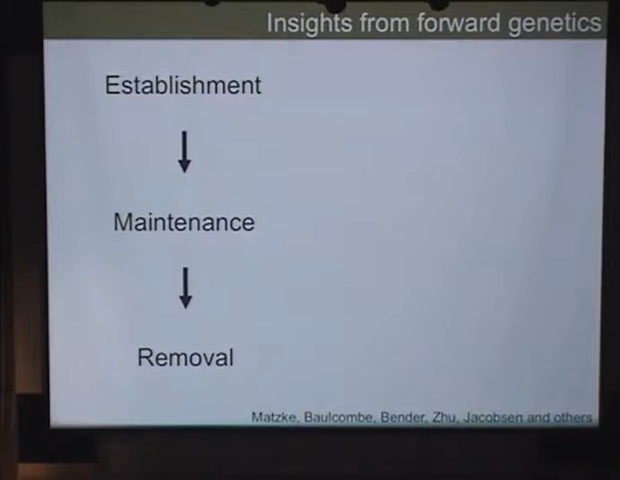 Insights from forward genetics
Establishment
Maintenance
Removal
Matzke, Baulcombe, Bender, Zhu, Jacobsen and others